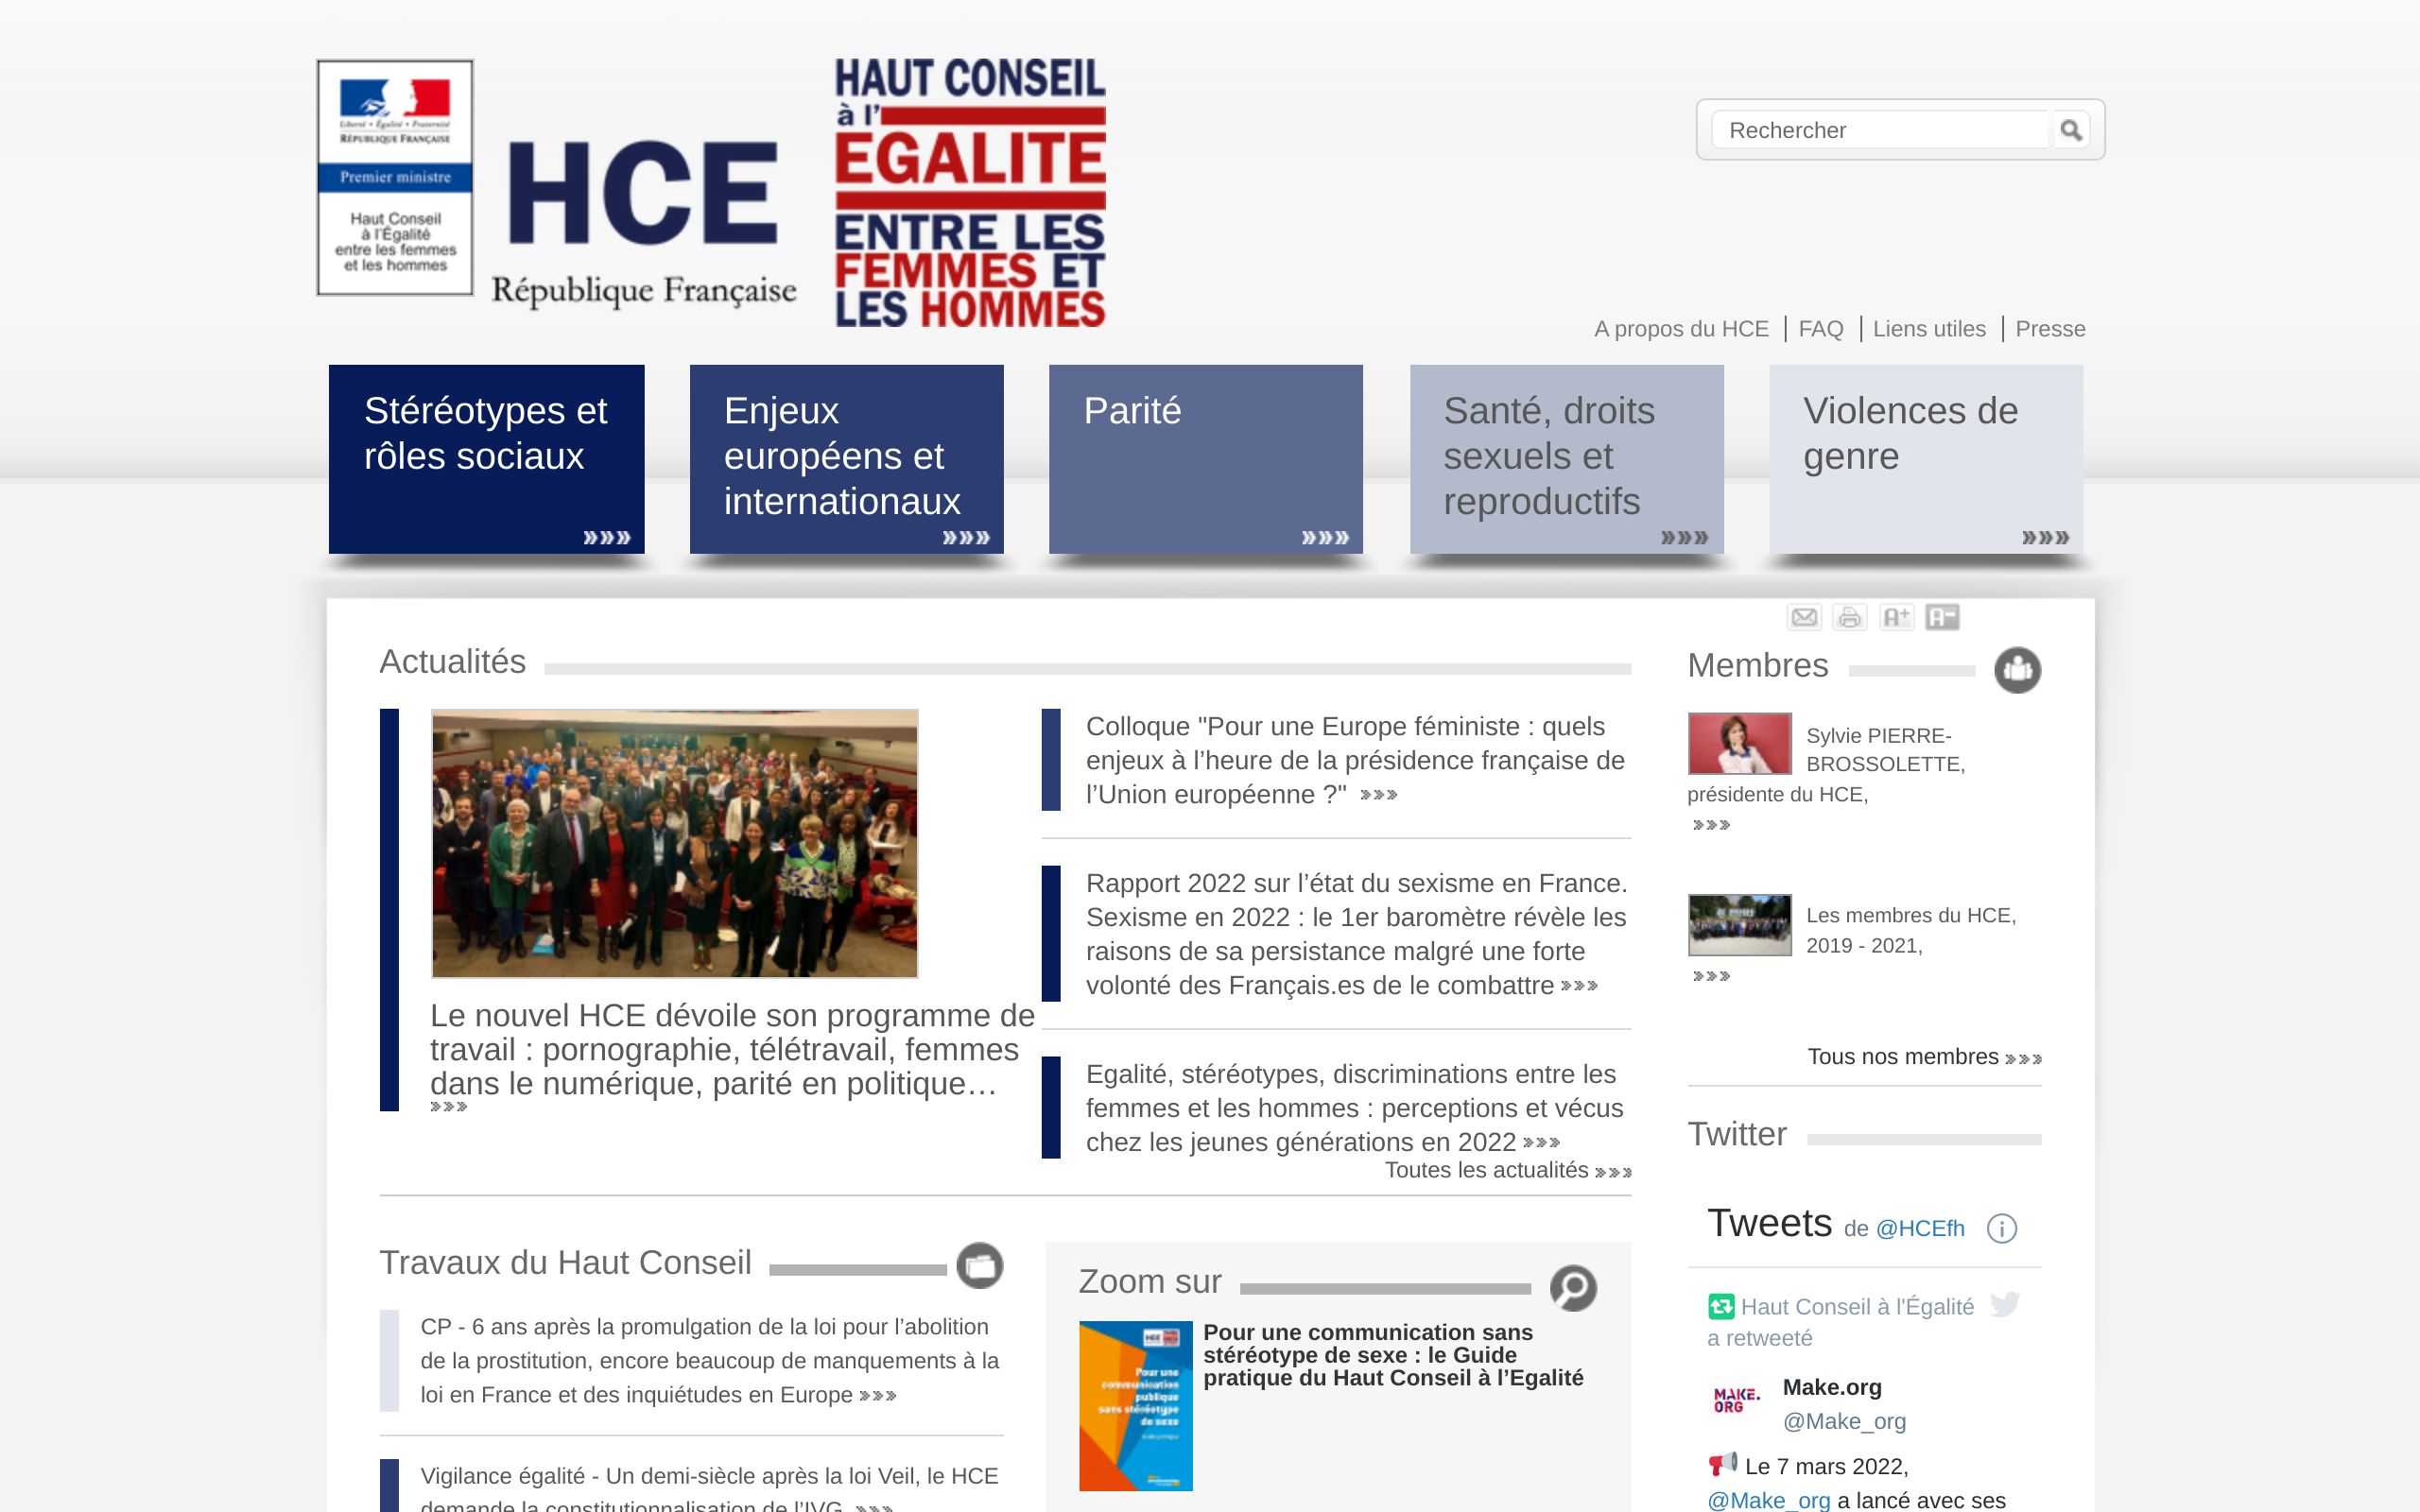 Liberté • Égalité • Fraternité
RÉPUBLIQUE FRANÇAISE
Premier ministre
Haut Conseil
à l'Égalité
entre les femmes
et les hommes
HCE
République Française
HAUT CONSEIL
à l'
EGALITE
ENTRE LES
FEMMES ET
LES HOMMES
Rechercher
A propos du HCE
FAQ
Liens utiles
Presse
Stéréotypes et
rôles sociaux
»»»
Enjeux
européens et
internationaux
»»»
Parité
»»»
Santé, droits
sexuels et
reproductifs
»»»
Violences de
genre
»»»
A+
A-
Actualités
Le nouvel HCE dévoile son programme de
travail : pornographie, télétravail, femmes
dans le numérique, parité en politique…
»»»
Colloque "Pour une Europe féministe : quels
enjeux à l’heure de la présidence française de
l’Union européenne ?" »»»
Rapport 2022 sur l’état du sexisme en France.
Sexisme en 2022 : le 1er baromètre révèle les
raisons de sa persistance malgré une forte
volonté des Français.es de le combattre »»»
Egalité, stéréotypes, discriminations entre les
femmes et les hommes : perceptions et vécus
chez les jeunes générations en 2022 »»»
Toutes les actualités »»»
Membres
Sylvie PIERRE-
BROSSOLETTE,
présidente du HCE,
»»»
Les membres du HCE,
2019 - 2021,
»»»
Tous nos membres »»»
Twitter
Tweets de @HCEfh
Haut Conseil à l'Égalité
a retweeté
MAKE.
ORG
Make.org
@Make_org
Le 7 mars 2022,
@Make_org a lancé avec ses
Travaux du Haut Conseil
CP - 6 ans après la promulgation de la loi pour l’abolition
de la prostitution, encore beaucoup de manquements à la
loi en France et des inquiétudes en Europe »»»
Vigilance égalité - Un demi-siècle après la loi Veil, le HCE
demande la constitutionnalisation de l’IVG »»»
Zoom sur
HCE
Pour une
communication
publique
sans stéréotype
de sexe
Pour une communication sans
stéréotype de sexe : le Guide
pratique du Haut Conseil à l’Egalité